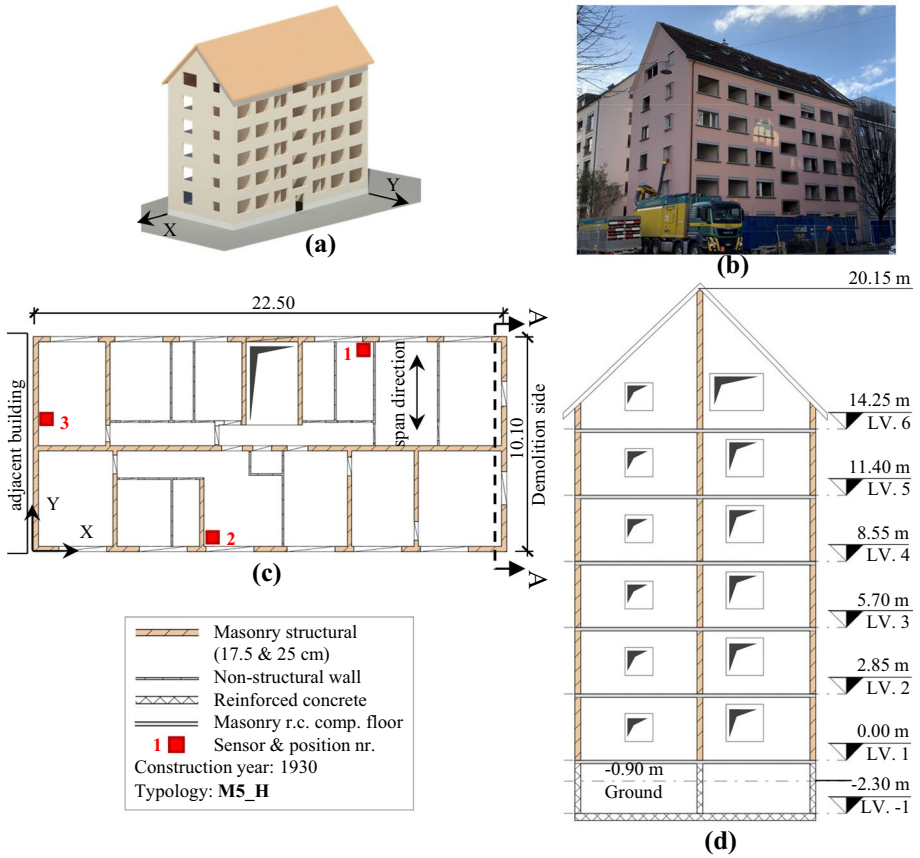 X
Y
(a)
(b)
22.50
A
adjacent building
1
3
2
span direction
10.10
Demolition side
Y
X
A
(c)
Masonry structural
(17.5 & 25 cm)
Non-structural wall
Reinforced concrete
Masonry r.c. comp. floor
1 Sensor & position nr.
Construction year: 1930
Typology: M5_H
20.15 m
14.25 m
LV. 6
11.40 m
LV. 5
8.55 m
LV. 4
5.70 m
LV. 3
2.85 m
LV. 2
0.00 m
LV. 1
-0.90 m
Ground
-2.30 m
LV. -1
(d)